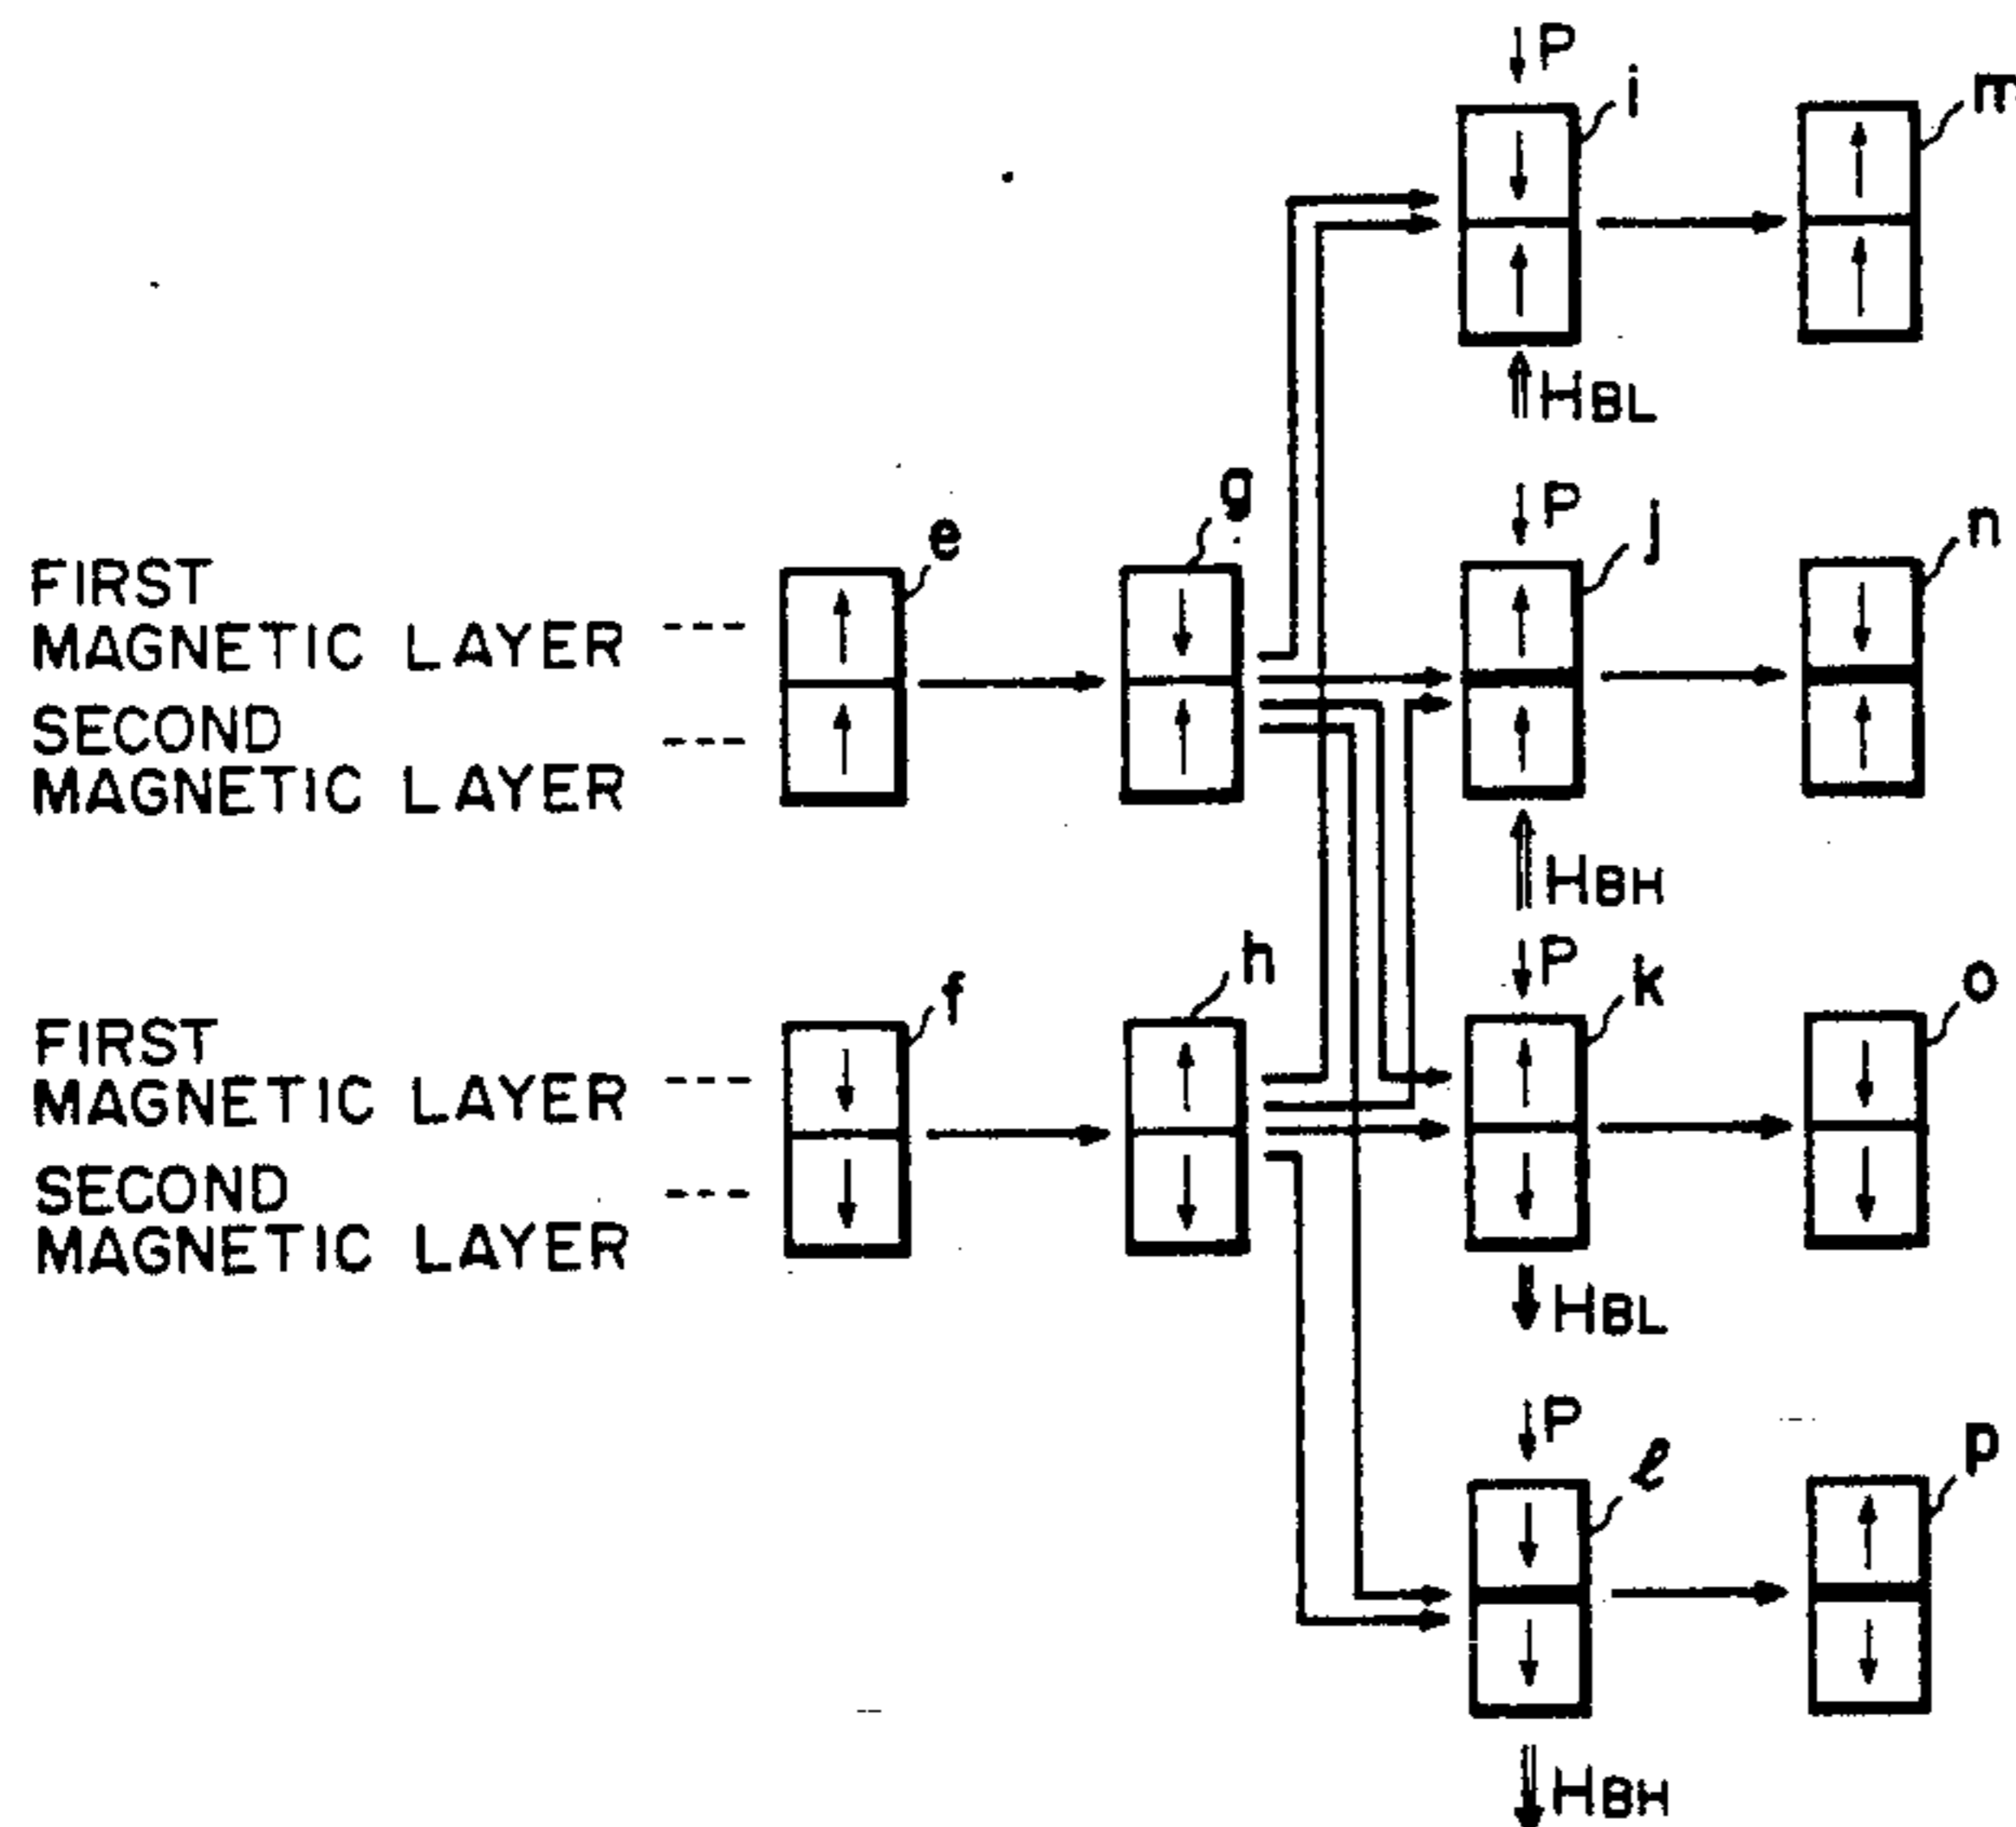 P
i
m
HBL
P
j
n
g
e
FIRST
MAGNETIC LAYER ---
SECOND
MAGNETIC LAYER ---
HBH
P
k
o
h
f
FIRST
MAGNETIC LAYER ---
SECOND
MAGNETIC LAYER ---
HBL
P
ℓ
p
HBH